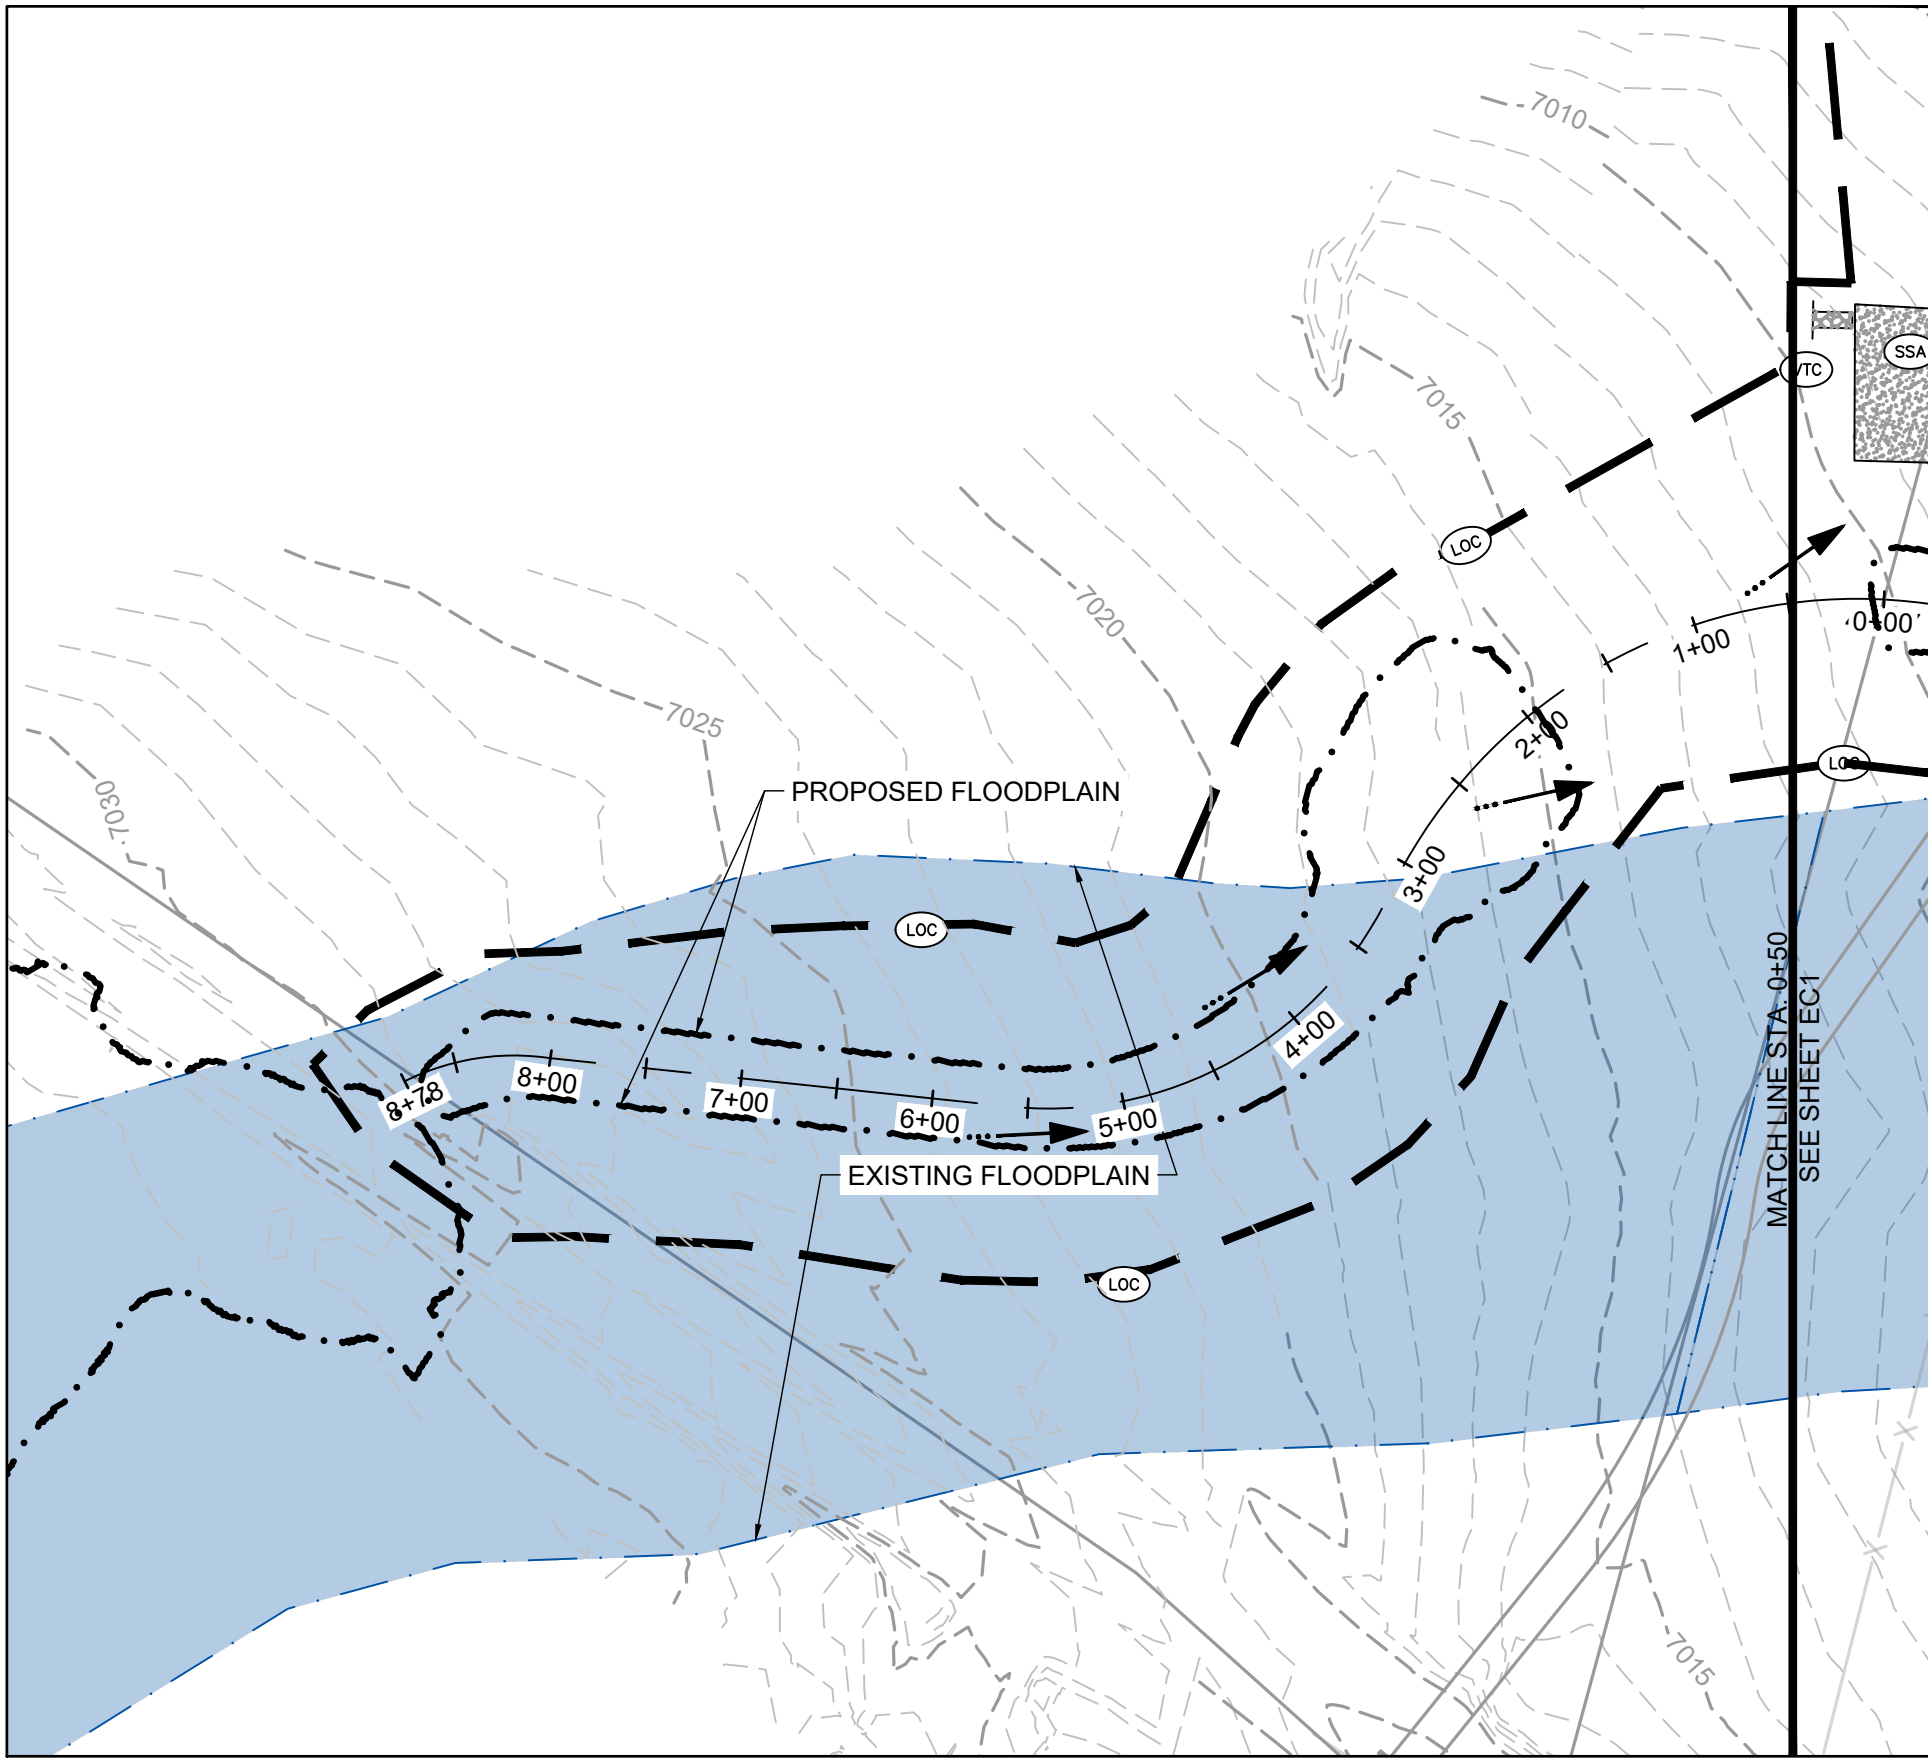 7010
SSA
VTC
7015
LOC
7020
0+00
1+00
7025
2+00
LOC
PROPOSED FLOODPLAIN
7030
3+00
LOC
4+00
MATCH LINE STA: 0+50
SEE SHEET EC1
8+00
8+78
7+00
6+00
5+00
EXISTING FLOODPLAIN
LOC
7015